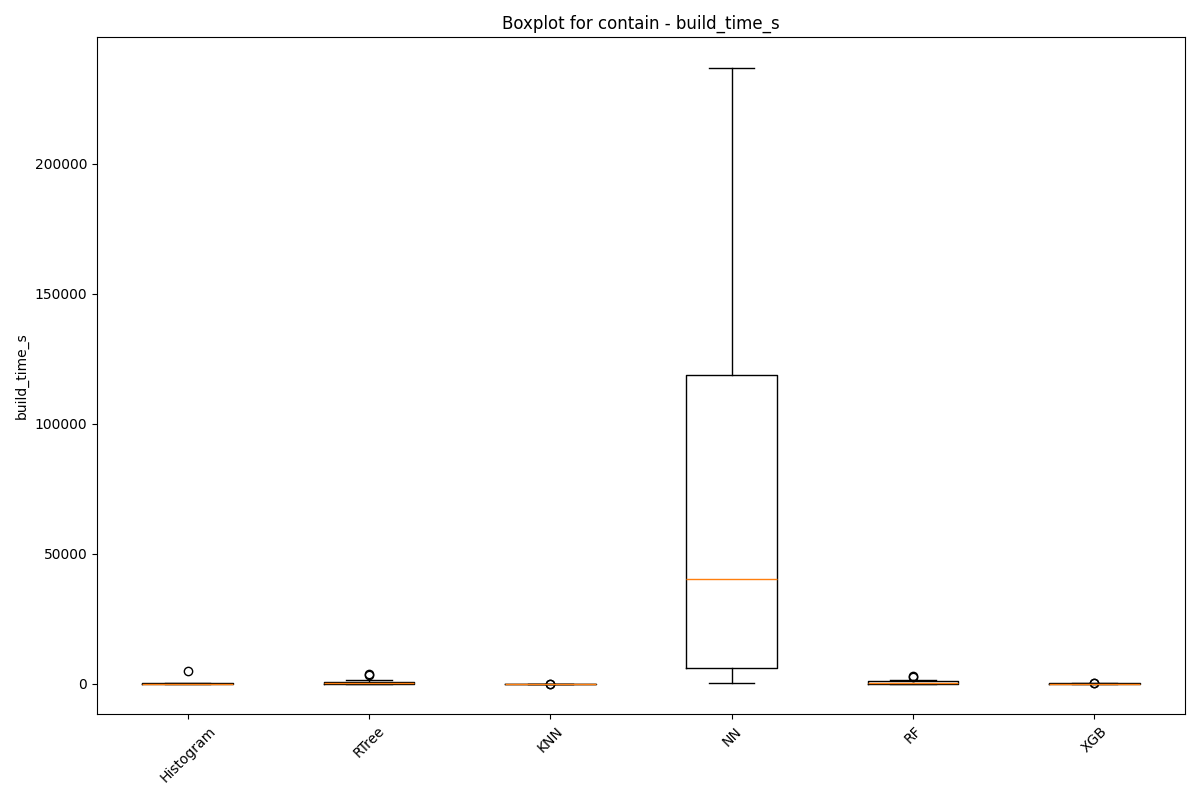 Boxplot for contain - build_time_s
build_time_s
200000
150000
100000
50000
0
Histogram
RTree
KNN
NN
RF
XGB